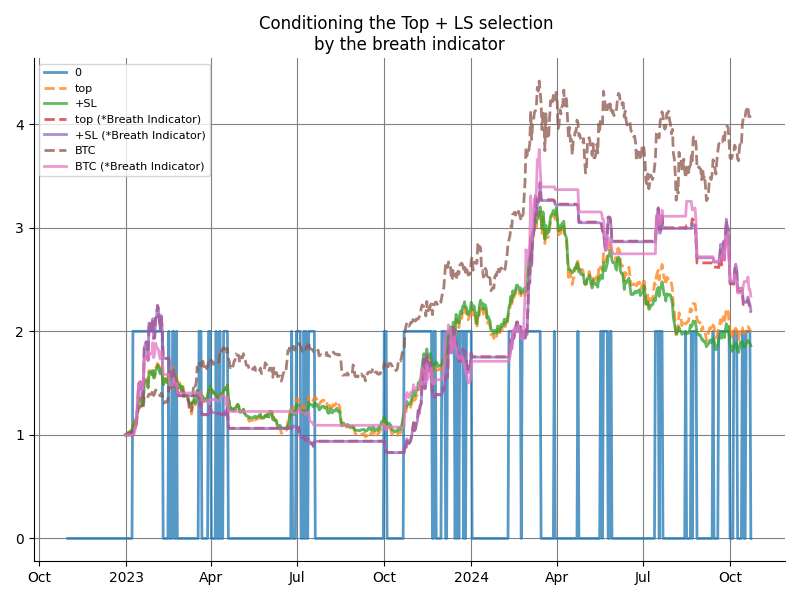 Conditioning the Top + LS selection
by the breath indicator
0
top
+SL
top (*Breath Indicator)
+SL (*Breath Indicator)
BTC
BTC (*Breath Indicator)
4
3
2
1
0
Oct 2023 Apr Jul Oct 2024 Apr Jul Oct